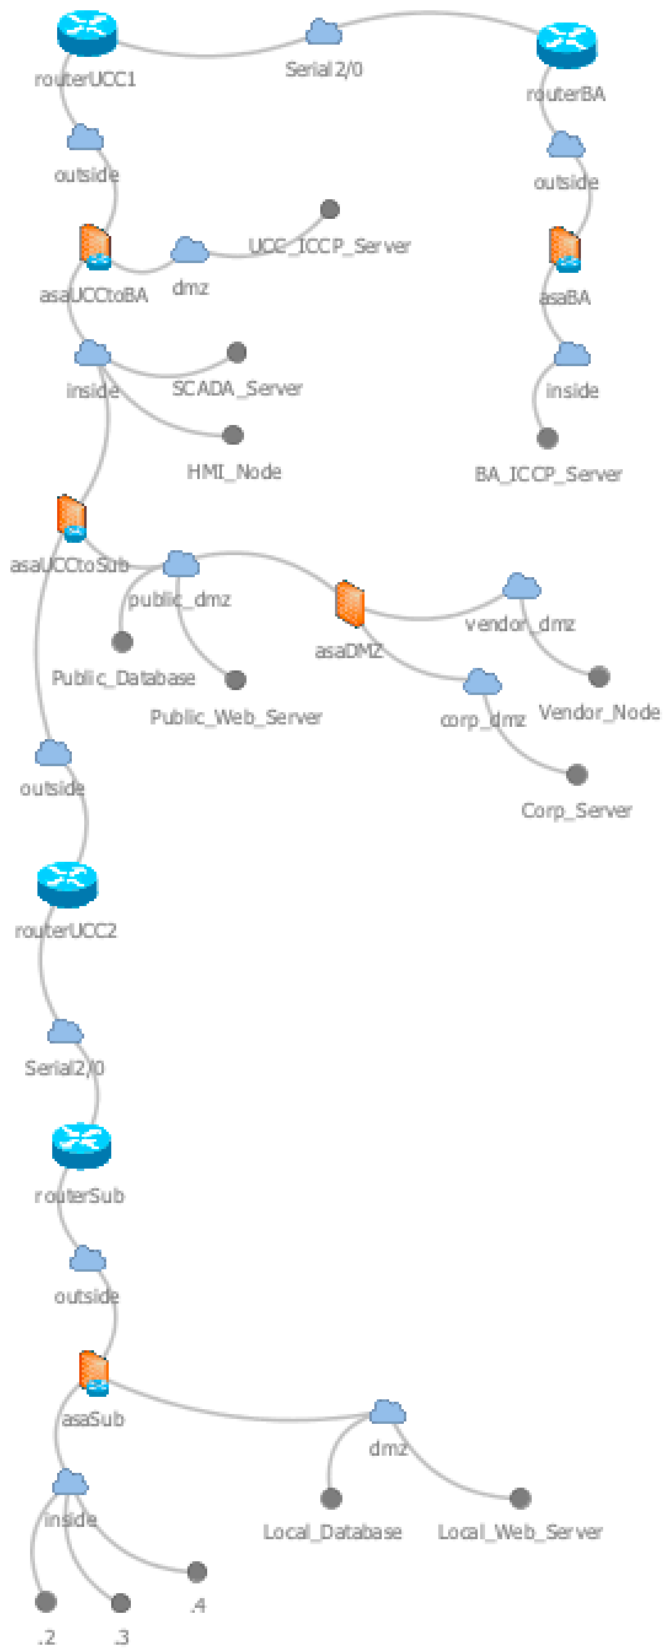 routerUCC1
Serial2/0
routerBA
outside
outside
UCC_ICCP_Server
dmz
asaUCCtoBA
asaBA
inside
SCADA_Server
inside
HMI_Node
BA_ICCP_Server
asaUCCtoSub
public_dmz
vendor_dmz
asaDMZ
Public_Database
Public_Web_Server
corp_dmz
Vendor_Node
outside
Corp_Server
routerUCC2
Serial2/0
routerSub
outside
asaSub
dmz
inside
Local_Database
Local_Web_Server
.4
.2
.3